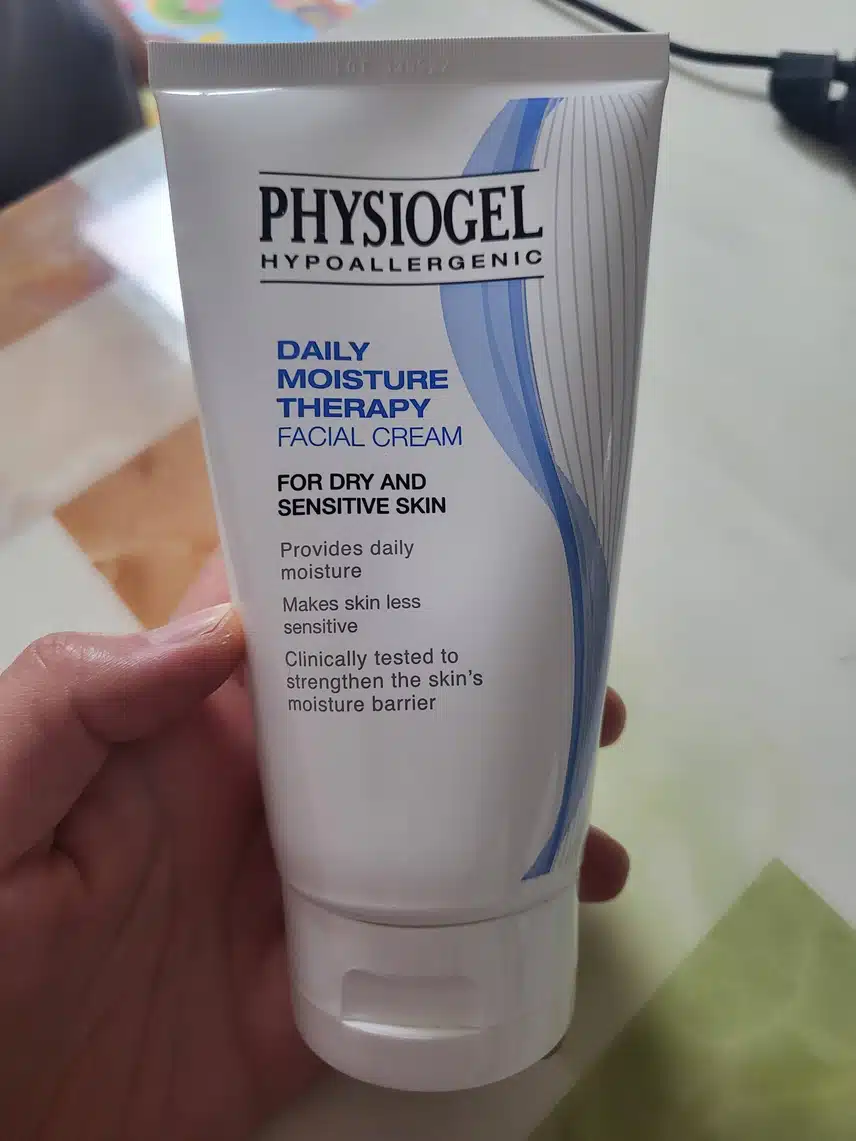 PHYSIOGEL
HYPOALLERGENIC
DAILY
MOISTURE
THERAPY
FACIAL CREAM
FOR DRY AND
SENSITIVE SKIN
Provides daily
moisture
Makes skin less
sensitive
Clinically tested to
strengthen the skin's
moisture barrier